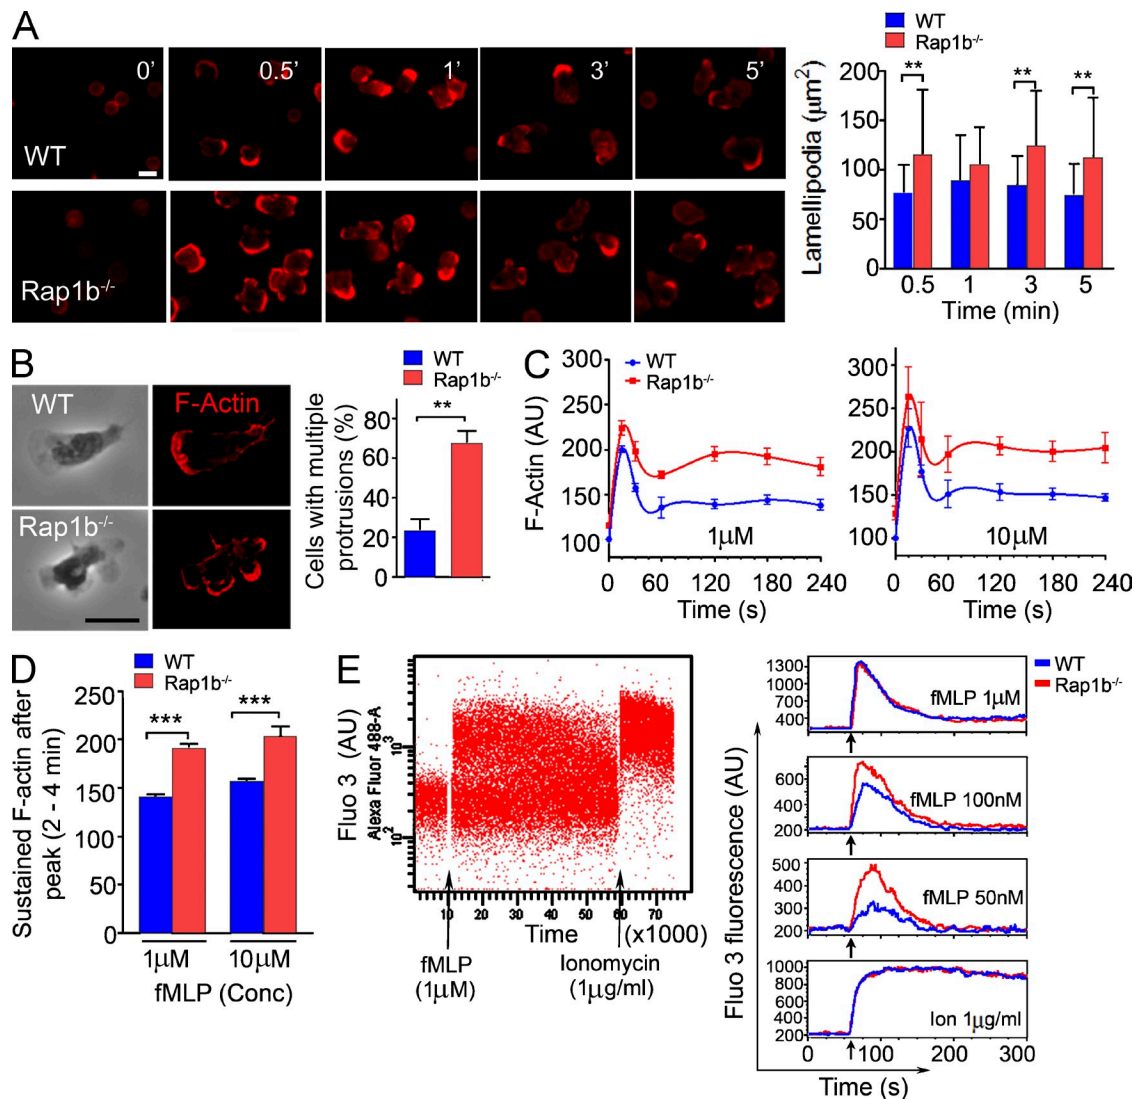 A
0’
0.5’
1’
3’
5’
WT
Rap1b-/-
WT
Rap1b-/-
Lamellipodia (μm2)
200
150
100
50
0
**
**
**
0.5
1
3
5
Time (min)
B
WT
F-Actin
Rap1b-/-
WT
Rap1b-/-
Cells with multiple
protrusions (%)
80
60
40
20
0
**
C
WT
Rap1b-/-
F-Actin (AU)
300
250
200
150
100
1μM
0 60 120 180 240
Time (s)
300
250
200
150
100
10μM
0 60 120 180 240
Time (s)
D
WT
Rap1b-/-
Sustained F-actin after
peak (2 - 4 min)
250
200
150
100
50
0
***
***
1μM
10μM
fMLP (Conc)
E
Fluo 3 (AU)
Alexa Fluor 488-A
10 3
10 2
10 20 30 40 50 60 70
Time (x1000)
fMLP
(1μM)
Ionomycin
(1μg/ml)
WT
Rap1b-/-
Fluo 3 fluorescence (AU)
1300
1000
700
400
fMLP 1μM
600
400
200
fMLP 100nM
500
400
300
200
fMLP 50nM
1000
800
600
400
200
Ion 1μg/ml
0 100 200 300
Time (s)